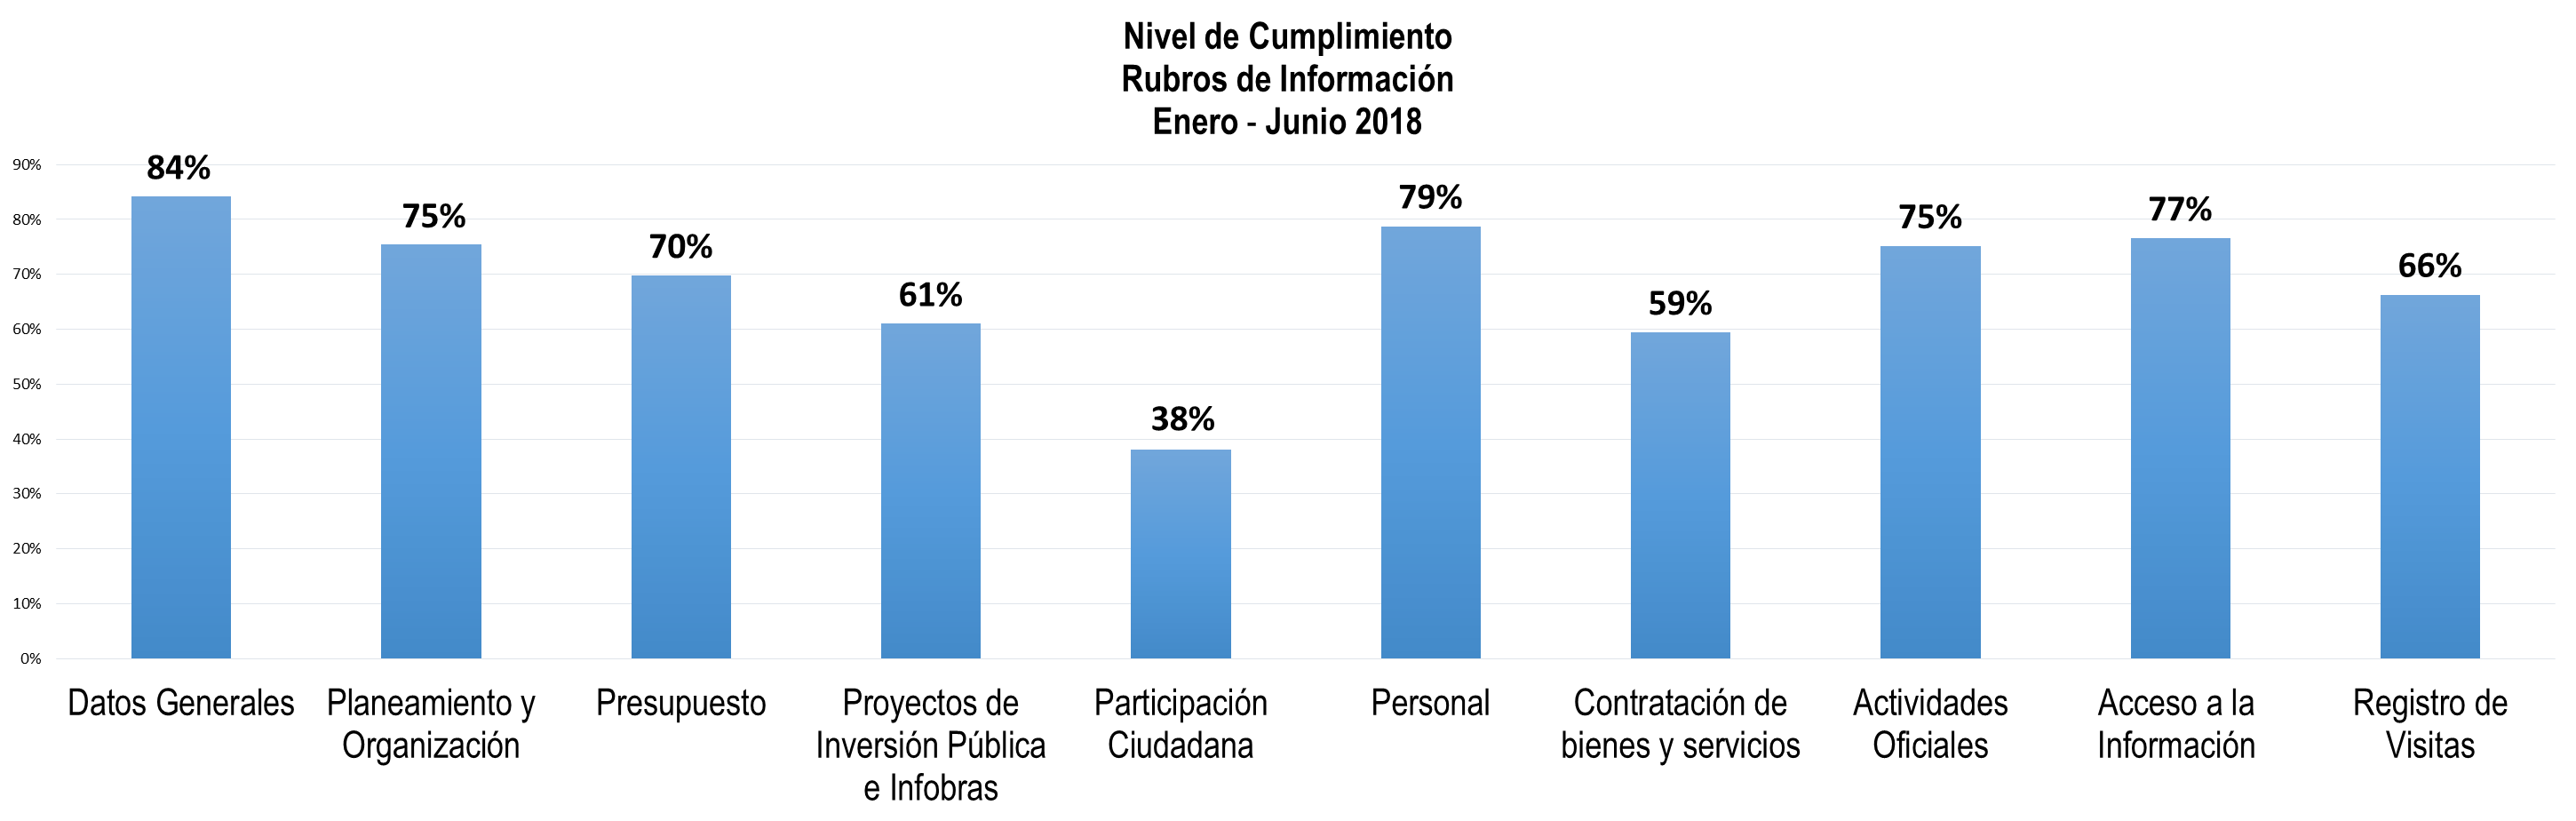 Nivel de Cumplimiento
Rubros de Información
Enero - Junio 2018
90%
80%
70%
60%
50%
40%
30%
20%
10%
0%
84%
75%
70%
61%
38%
79%
59%
75%
77%
66%
Datos Generales
Planeamiento y
Organización
Presupuesto
Proyectos de
Inversión Pública
e Infobras
Participación
Ciudadana
Personal
Contratación de
bienes y servicios
Actividades
Oficiales
Acceso a la
Información
Registro de
Visitas